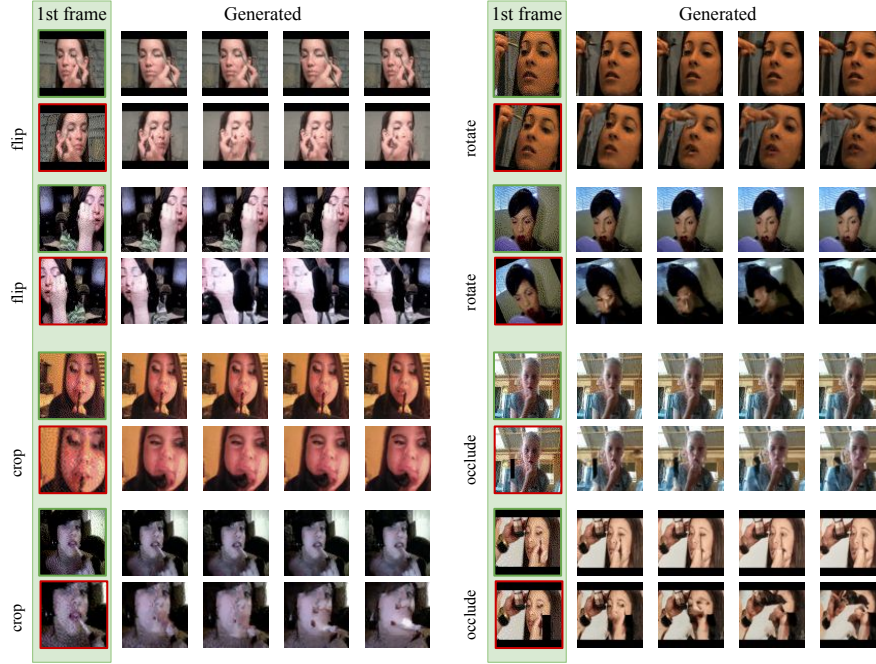 1st frame Generated
flip
flip
crop
crop
1st frame Generated
rotate
rotate
occlude
occlude